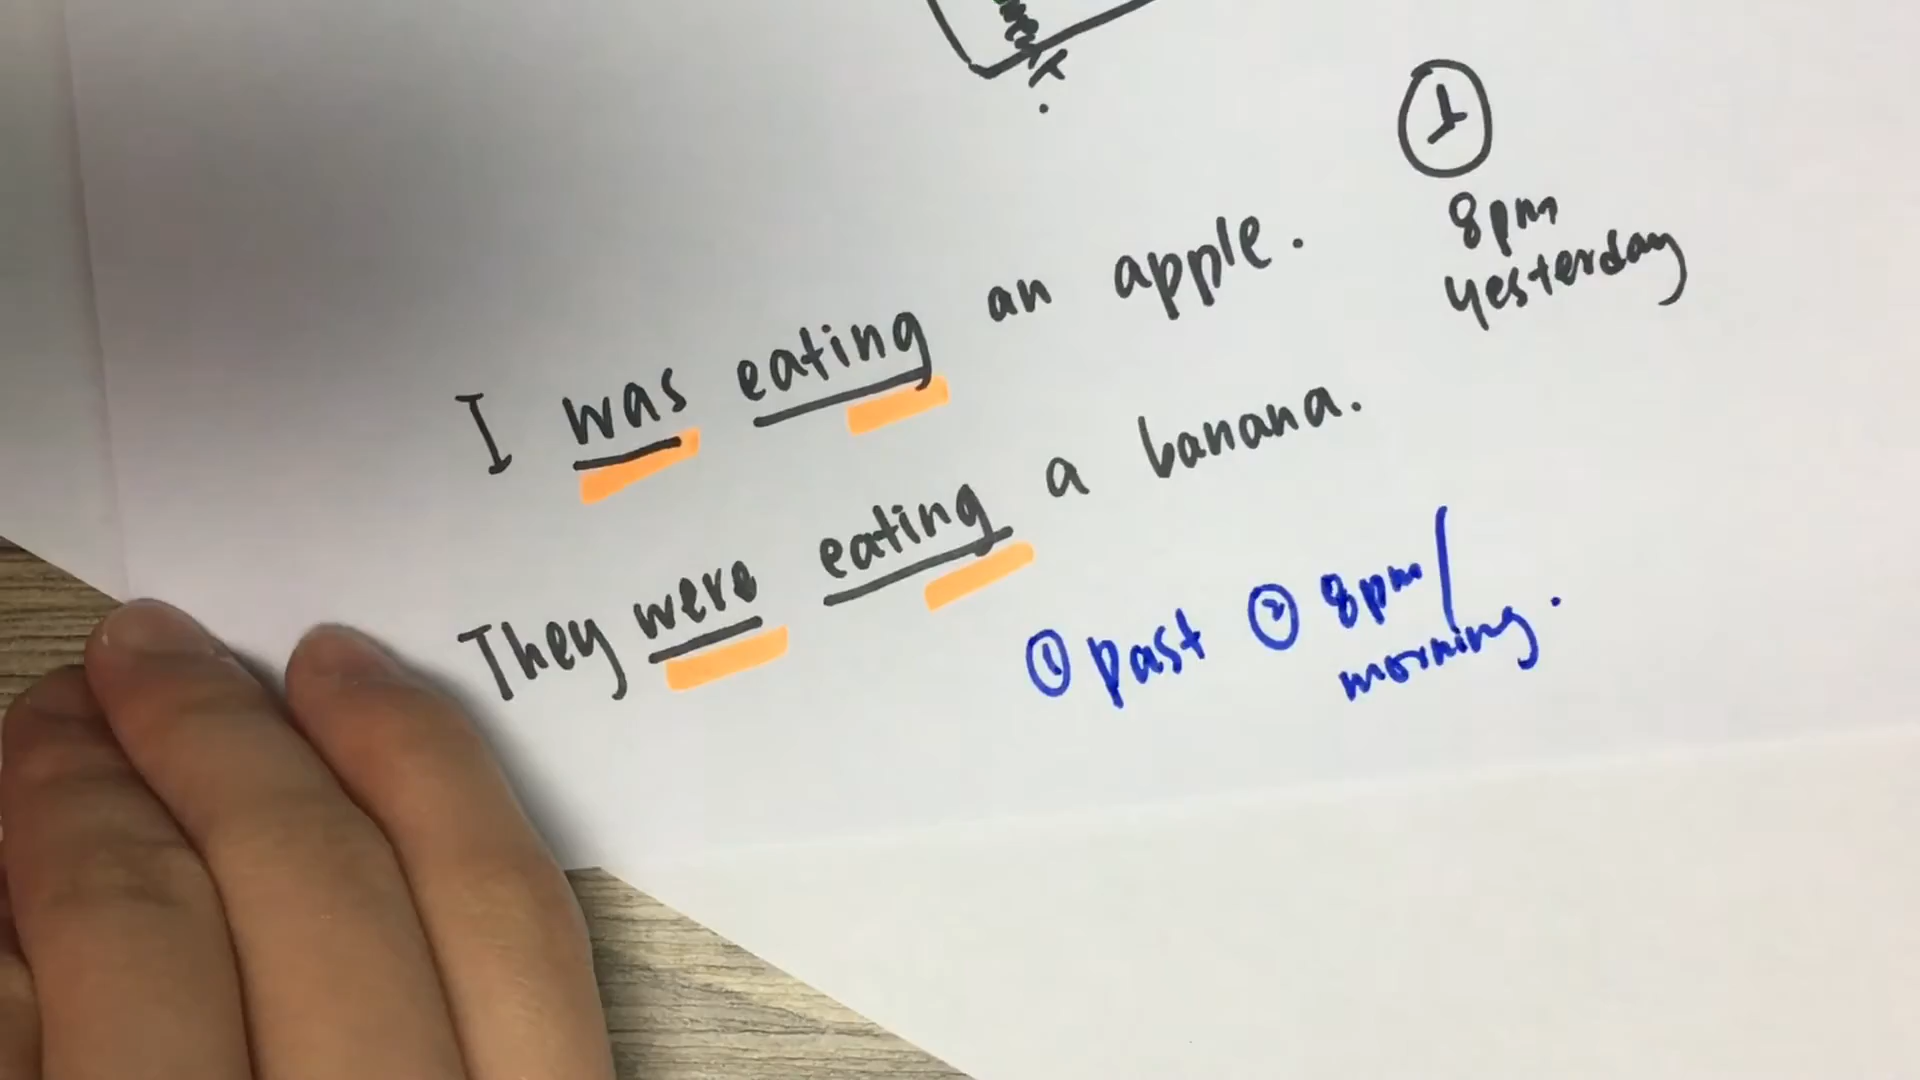 I was eating an apple.
8pm
yesterday
They were eating a banana.
① past ② 8pm/
morning.